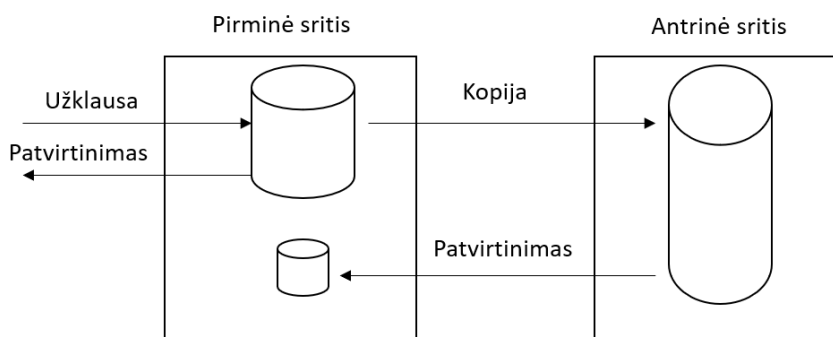 Pirminė sritis
Antrinė sritis
Užklausa
Kopija
Patvirtinimas
Patvirtinimas